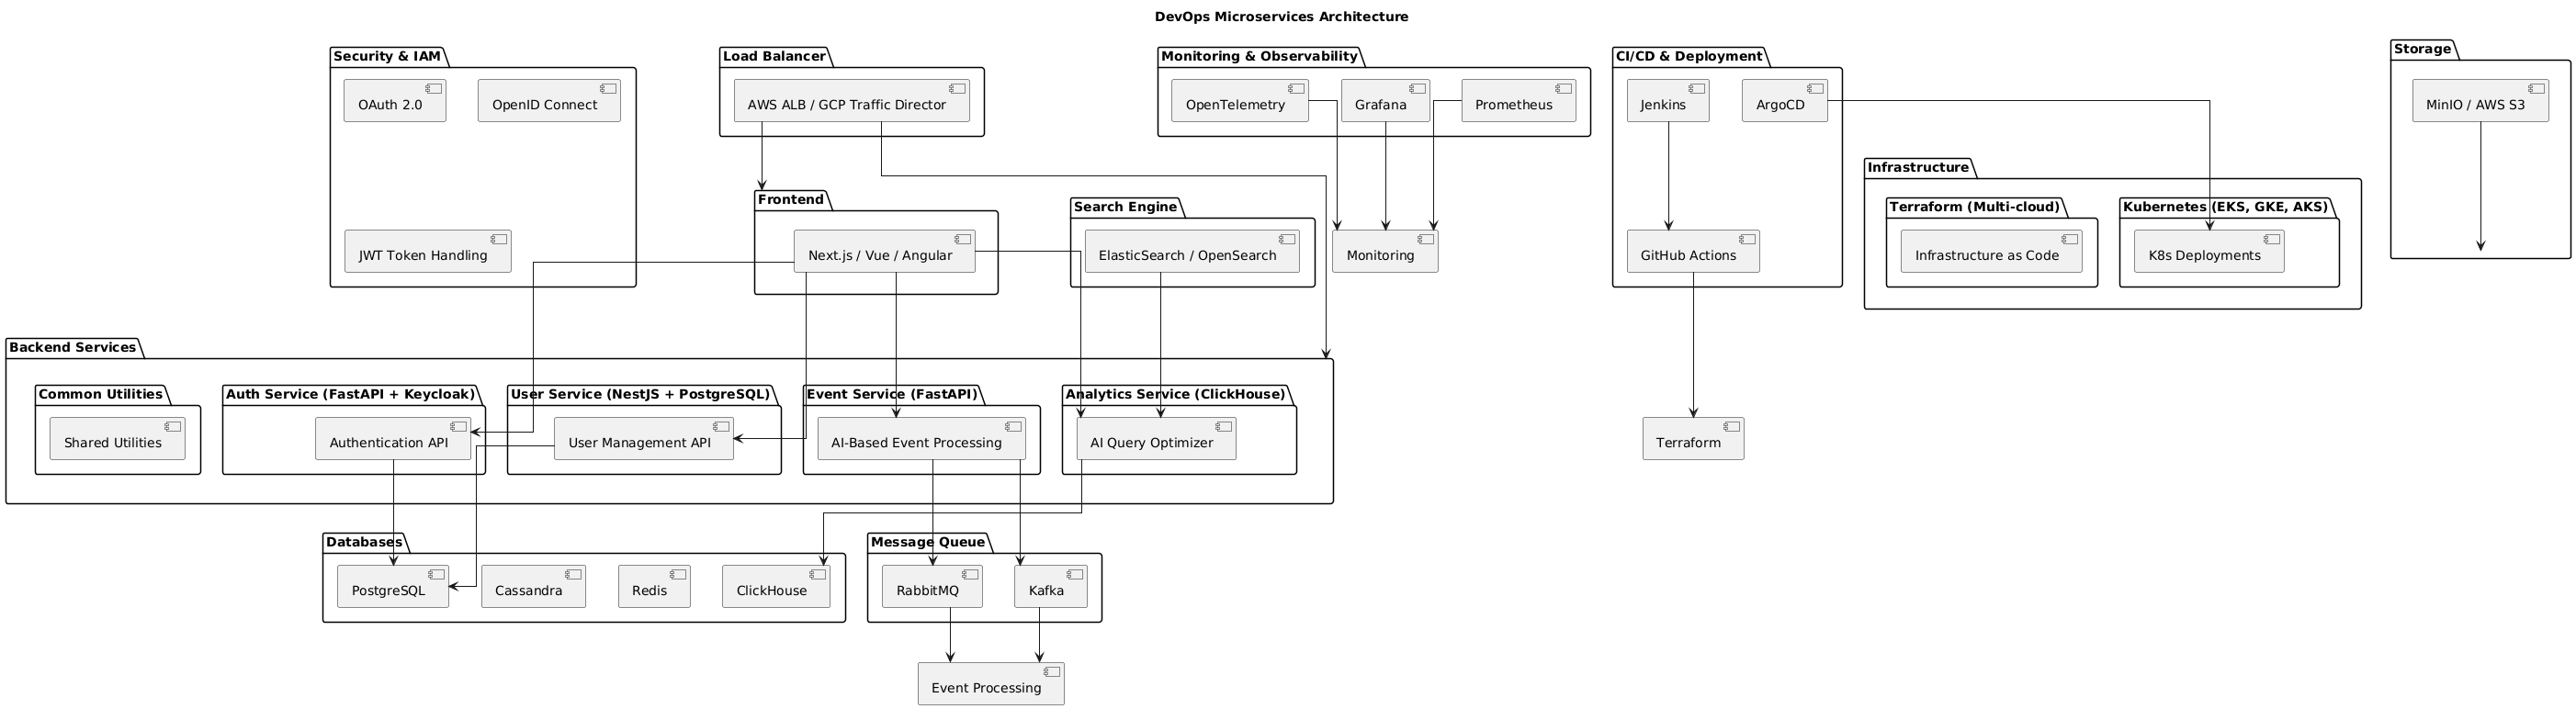 DevOps Microservices Architecture
Security & IAM
OAuth 2.0
OpenID Connect
JWT Token Handling
Load Balancer
AWS ALB / GCP Traffic Director
Monitoring & Observability
OpenTelemetry
Grafana
Prometheus
CI/CD & Deployment
Jenkins
ArgoCD
GitHub Actions
Storage
MinIO / AWS S3
Infrastructure
Terraform (Multi-cloud)
Infrastructure as Code
Kubernetes (EKS, GKE, AKS)
K8s Deployments
Frontend
Next.js / Vue / Angular
Search Engine
ElasticSearch / OpenSearch
Monitoring
Backend Services
Common Utilities
Shared Utilities
Auth Service (FastAPI + Keycloak)
Authentication API
User Service (NestJS + PostgreSQL)
User Management API
Event Service (FastAPI)
AI-Based Event Processing
Analytics Service (ClickHouse)
AI Query Optimizer
Terraform
Databases
PostgreSQL
Cassandra
Redis
ClickHouse
Message Queue
RabbitMQ
Kafka
Event Processing